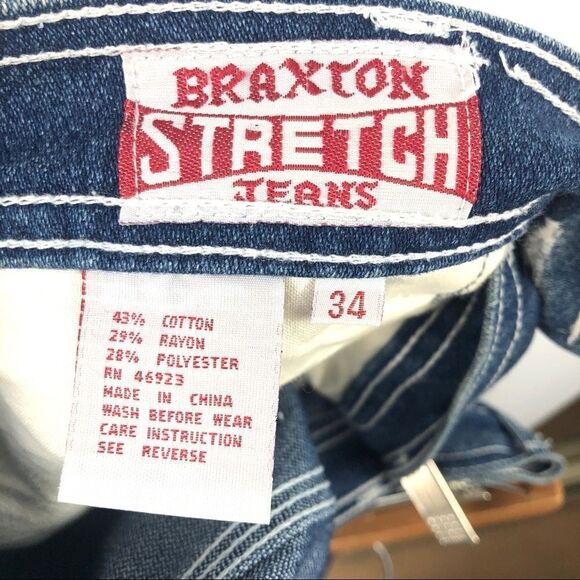 BRAXTON
STRETCH
JEANS
34
43% COTTON
29% RAYON
28% POLYESTER
RN 46923
MADE IN CHINA
WASH BEFORE WEAR
CARE INSTRUCTION
SEE REVERSE